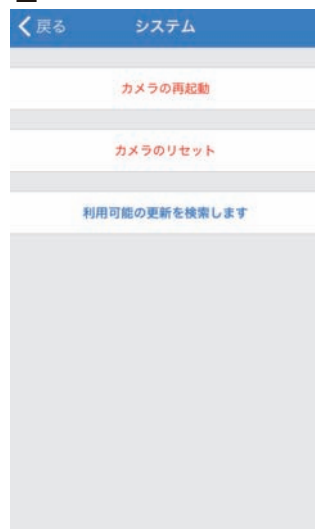 戻る システム
カメラの再起動
カメラのリセット
利用可能の更新を検索します